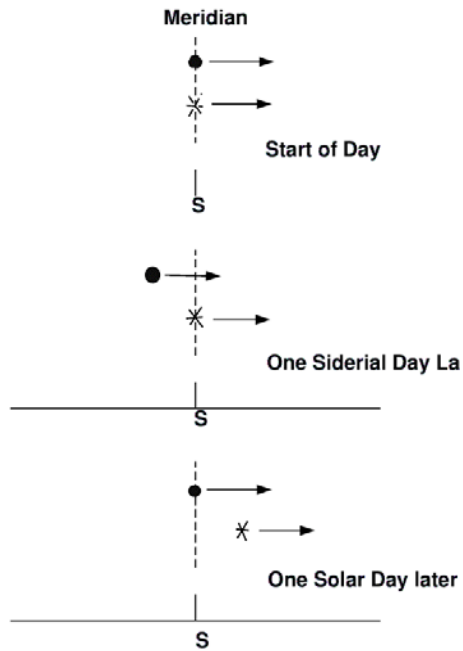 Meridian
Start of Day
S
One Siderial Day La
S
One Solar Day later
S